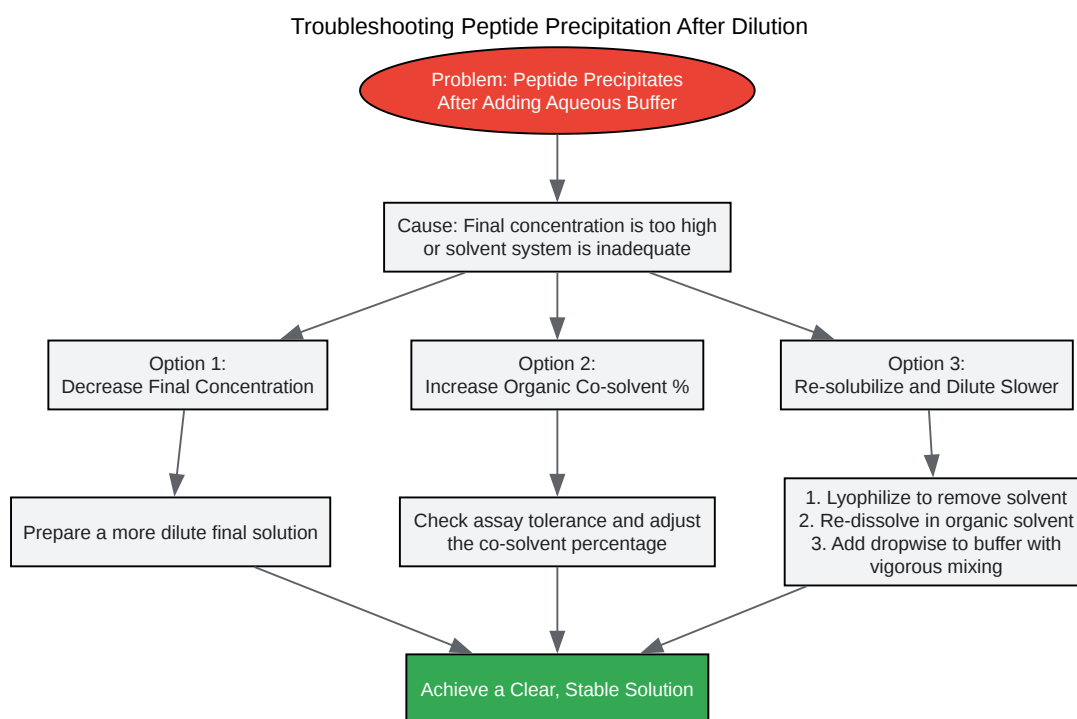 Troubleshooting Peptide Precipitation After Dilution
Problem: Peptide Precipitates
After Adding Aqueous Buffer
Cause: Final concentration is too high
or solvent system is inadequate
Option 1:
Decrease Final Concentration
Option 2:
Increase Organic Co-solvent %
Option 3:
Re-solubilize and Dilute Slower
Prepare a more dilute final solution
Check assay tolerance and adjust
the co-solvent percentage
1. Lyophilize to remove solvent
2. Re-dissolve in organic solvent
3. Add dropwise to buffer with
vigorous mixing
Achieve a Clear, Stable Solution